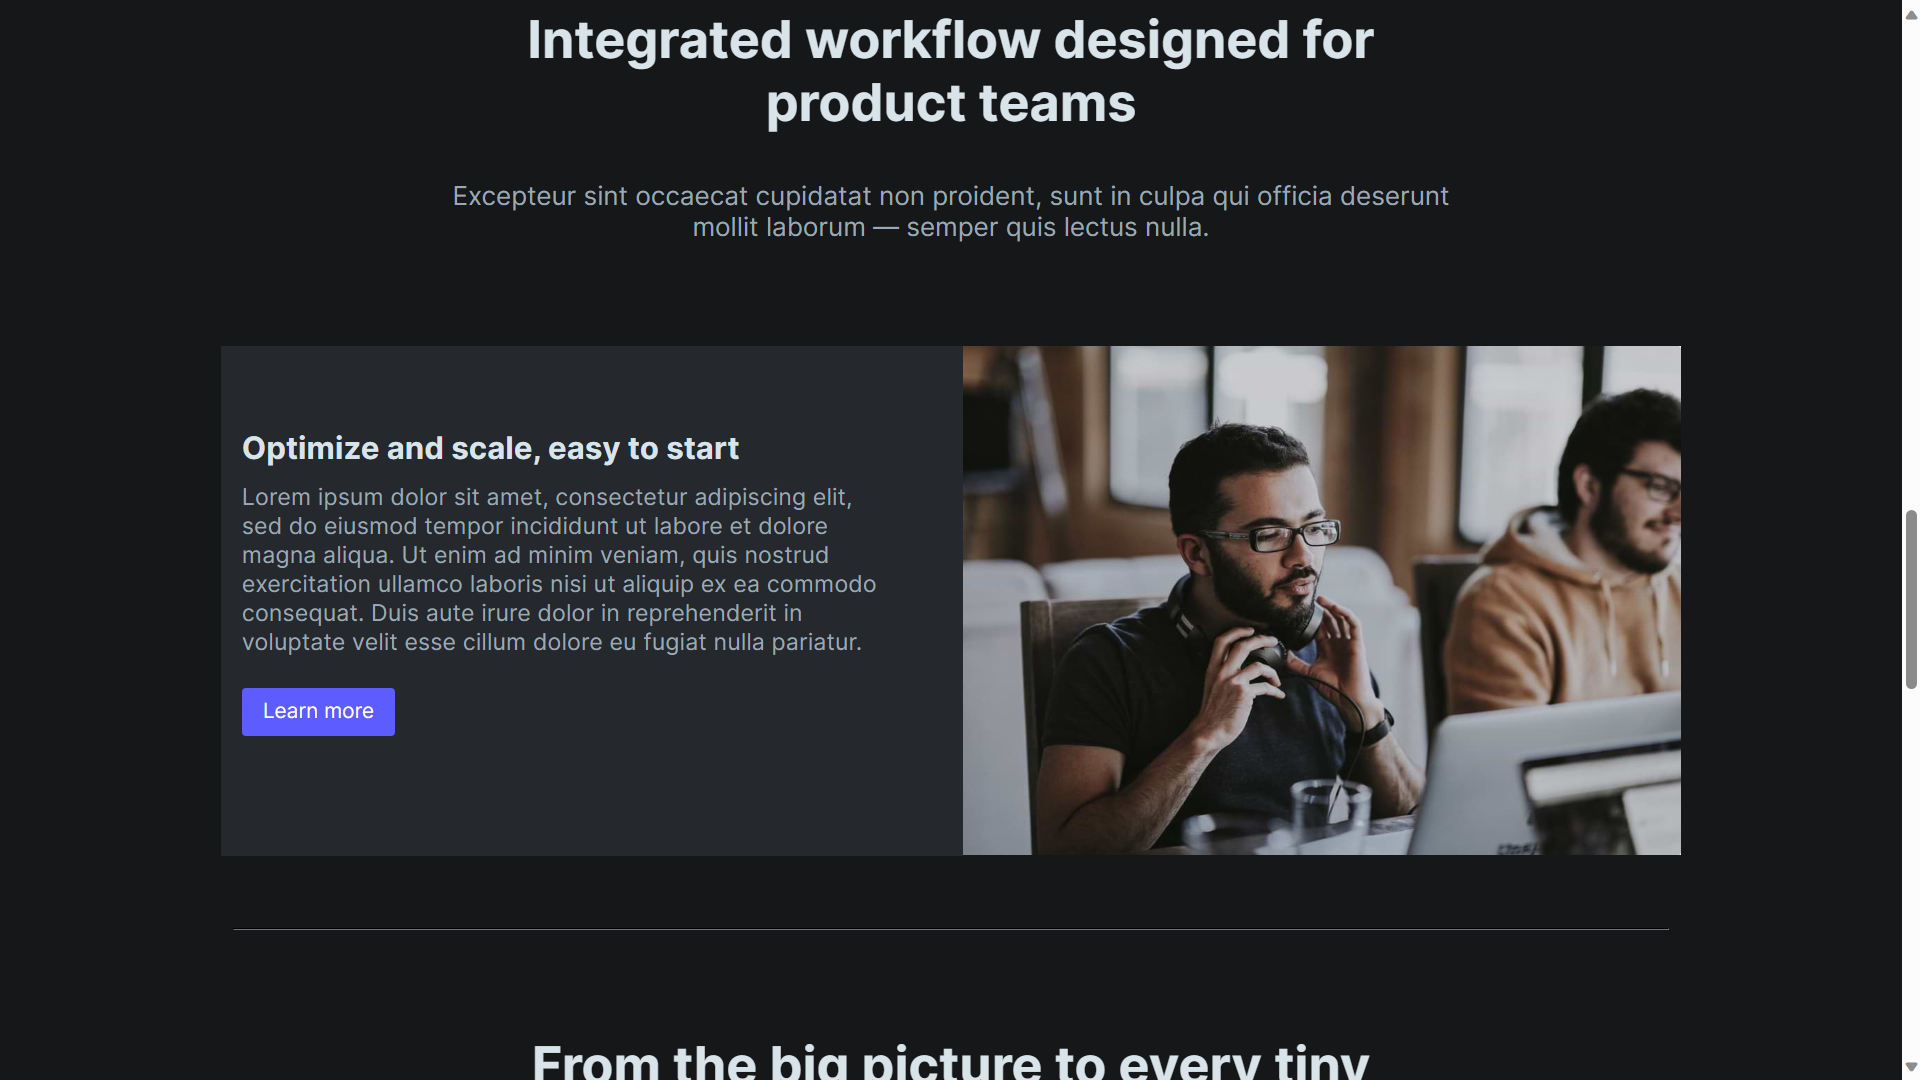 Integrated workflow designed for
product teams
Excepteur sint occaecat cupidatat non proident, sunt in culpa qui officia deserunt
mollit laborum — semper quis lectus nulla.
Optimize and scale, easy to start
Lorem ipsum dolor sit amet, consectetur adipiscing elit,
sed do eiusmod tempor incididunt ut labore et dolore
magna aliqua. Ut enim ad minim veniam, quis nostrud
exercitation ullamco laboris nisi ut aliquip ex ea commodo
consequat. Duis aute irure dolor in reprehenderit in
voluptate velit esse cillum dolore eu fugiat nulla pariatur.
Learn more
From the big picture to every tiny